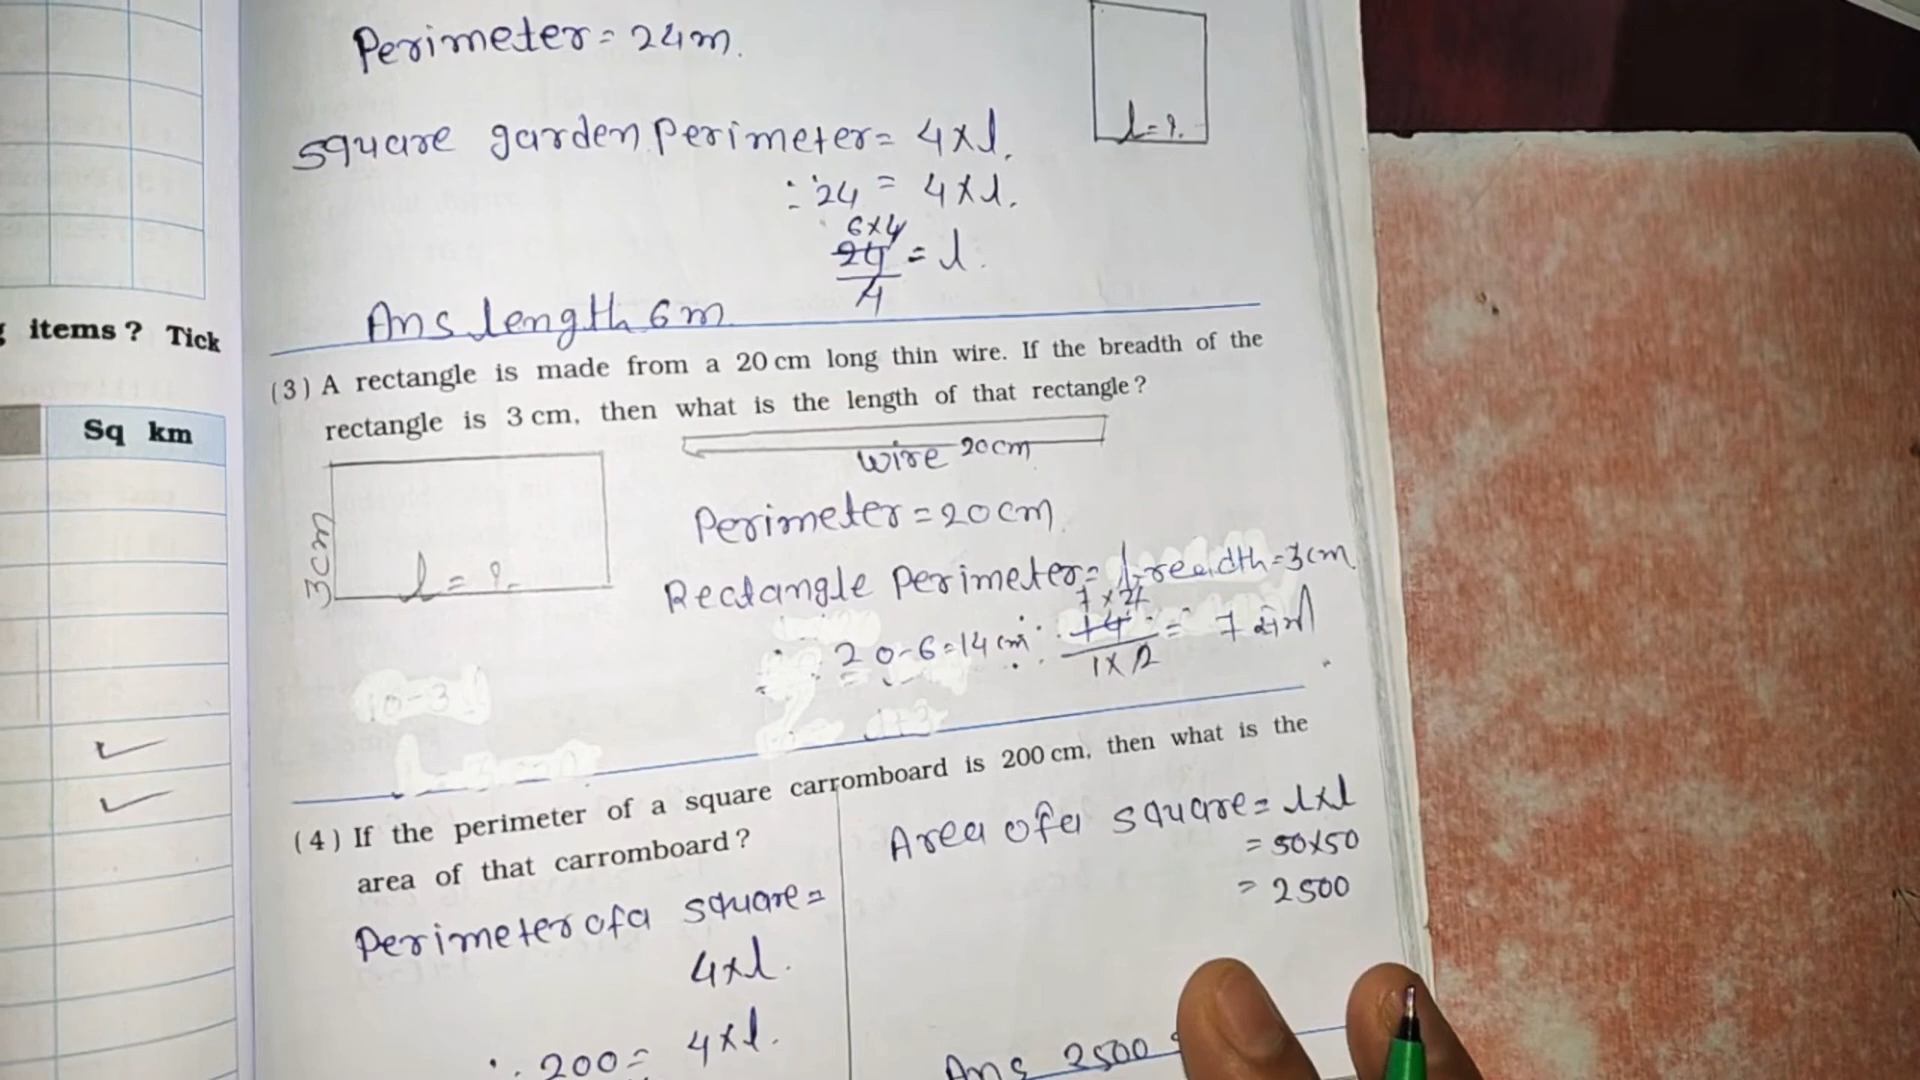 Perimeter = 24m.
l = ?.
square garden perimeter = 4×l.
∴ 24 = 4×l.
6×4
24 = l.
4
Ans length 6m
items ? Tick
(3) A rectangle is made from a 20 cm long thin wire. If the breadth of the
rectangle is 3 cm, then what is the length of that rectangle ?
Sq km
wire 20cm
3cm
l = ?.
Perimeter = 20cm.
Rectangle Perimeter = breadth = 3cm
7×2
∴ 20-6=14cm ∴ 14 = 7 સેમી
1×2
10-3
(4) If the perimeter of a square carromboard is 200 cm, then what is the
area of that carromboard ?
Area of a square = l×l
= 50×50
= 2500
Perimeter of a square =
4×l.
∴ 200 = 4×l.
Ans 2500